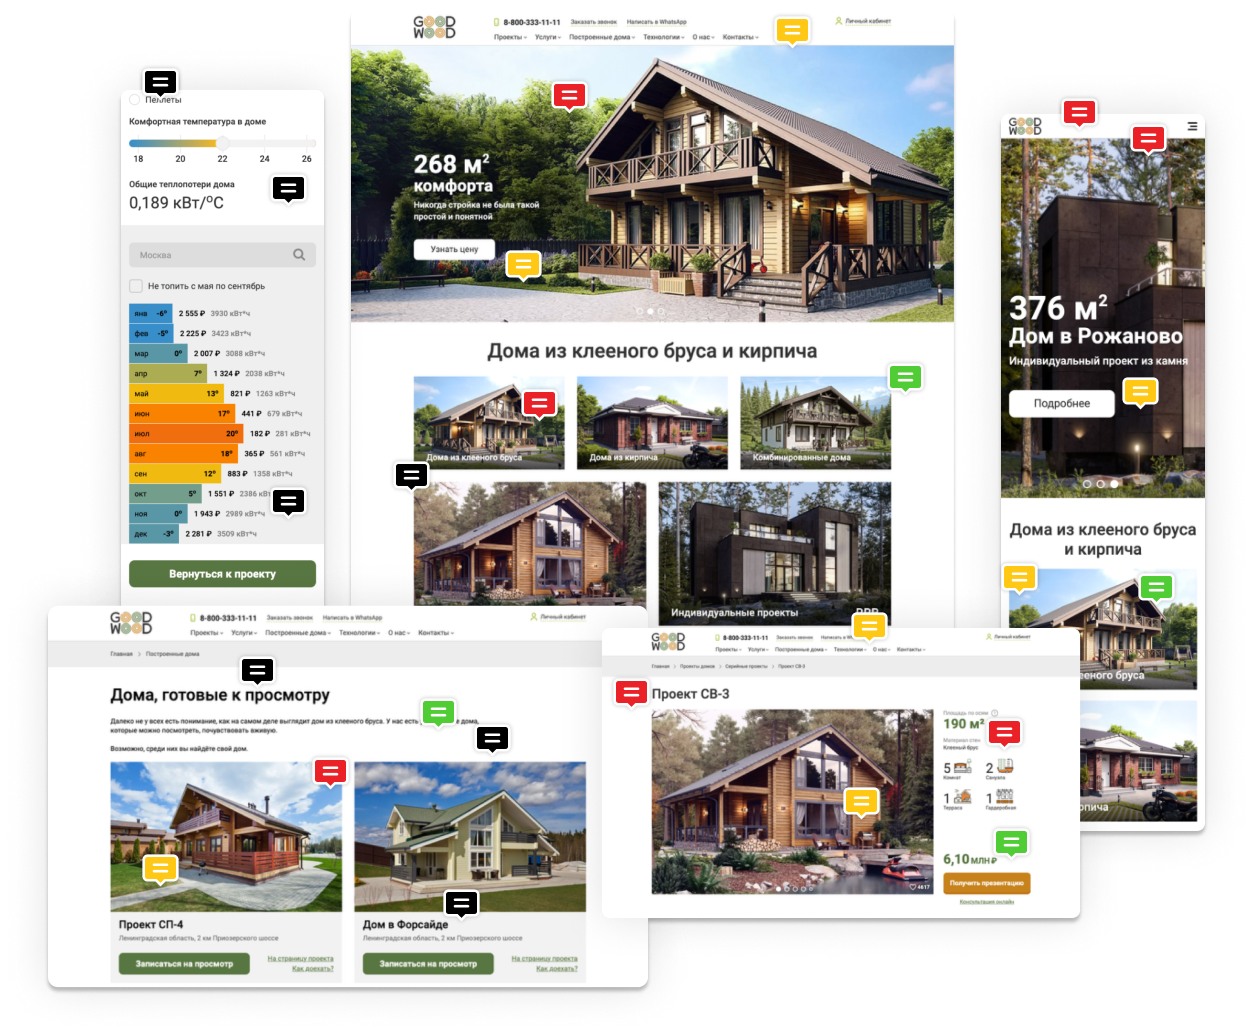 Пеллеты
Комфортная температура в доме
18 20 22 24 26
Общие теплопотери дома
0,189 кВт/°C
Москва
Не топить с мая по сентябрь
янв -6° 2 555 ₽ 3930 кВт*ч
фев -5° 2 225 ₽ 3423 кВт*ч
мар 0° 2 007 ₽ 3088 кВт*ч
апр 7° 1 324 ₽ 2038 кВт*ч
май 13° 821 ₽ 1263 кВт*ч
июн 17° 441 ₽ 679 кВт*ч
июл 20° 182 ₽ 281 кВт*ч
авг 18° 365 ₽ 561 кВт*ч
сен 12° 883 ₽ 1358 кВт*ч
окт 5° 1 551 ₽ 2386
ноя 0° 1 943 ₽ 2989 кВт*ч
дек -3° 2 281 ₽ 3509 кВт*ч
Вернуться к проекту
GOOD
WOOD
8-800-333-11-11 Заказать звонок Написать в WhatsApp
Личный кабинет
Проекты Услуги Построенные дома Технологии О нас Контакты
268 м²
комфорта
Никогда стройка не была такой
простой и понятной
Узнать цену
Дома из клееного бруса и кирпича
Дома из клееного бруса
Дома из кирпича
Комбинированные дома
Индивидуальные проекты
GOOD
WOOD
376 м²
Дом в Рожаново
Индивидуальный проект из камня
Подробнее
Дома из клееного бруса
и кирпича
бруса
GOOD
WOOD
8-800-333-11-11 Заказать звонок Написать в WhatsApp
Личный кабинет
Проекты Услуги Построенные дома Технологии О нас Контакты
Главная Построенные дома
Дома, готовые к просмотру
Далеко не у всех есть понимание, как на самом деле выглядит дом из клееного бруса. У нас есть дома,
которые можно посмотреть, почувствовать вживую.
Возможно, среди них вы найдёте свой дом.
Проект СП-4
Ленинградская область, 2 км Приозерского шоссе
Записаться на просмотр
На страницу проекта
Как доехать?
Дом в Форсайде
Ленинградская область, 2 км Приозерского шоссе
Записаться на просмотр
На страницу проекта
Как доехать?
GOOD
WOOD
8-800-333-11-11 Заказать звонок Написать в
Личный кабинет
Проекты Услуги Построенные дома Технологии О нас Контакты
Главная Проекты домов Серийные проекты Проект СВ-3
Проект СВ-3
Площадь по осям
190 м²
Материал стен
Клееный брус
5 2
Комнат Санузла
1 1
Терраса Гардеробная
6,10 МЛН ₽
Получить презентацию
Консультация онлайн
4617